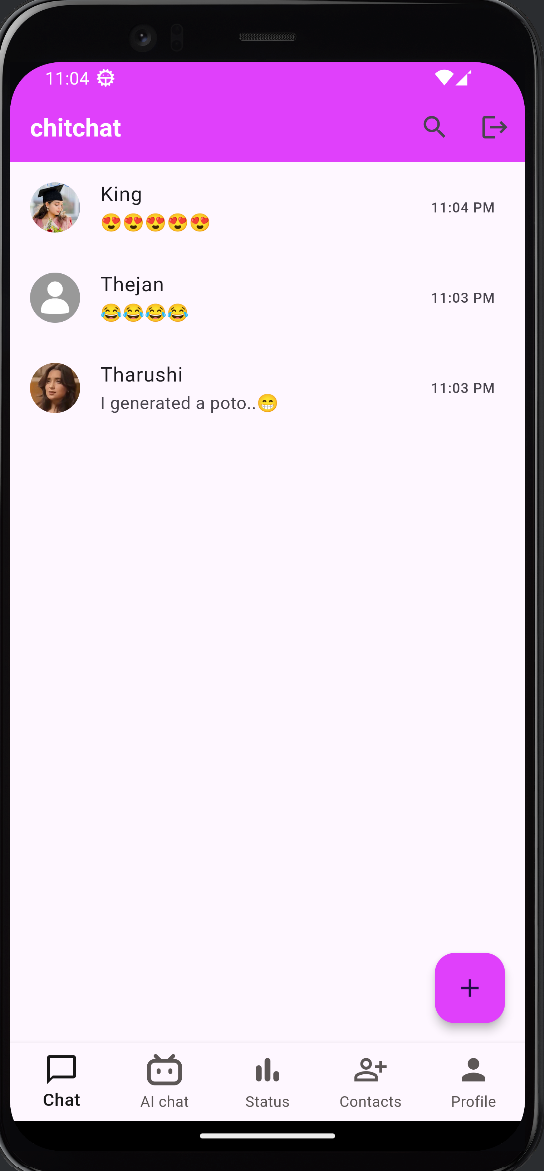 11:04
chitchat
King
😍😍😍😍😍
11:04 PM
Thejan
😂😂😂😂
11:03 PM
Tharushi
I generated a poto..😁
11:03 PM
+
Chat
AI chat
Status
Contacts
Profile